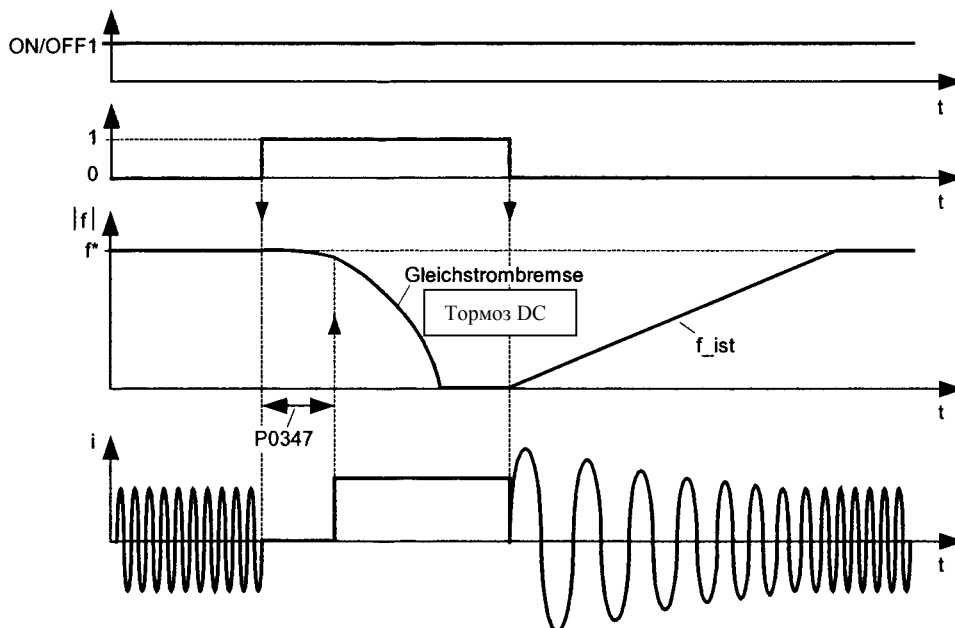 ON/OFF1
t
1
0
t
|f|
f*
Gleichstrombremse
Тормоз DC
f_ist
t
P0347
i
t